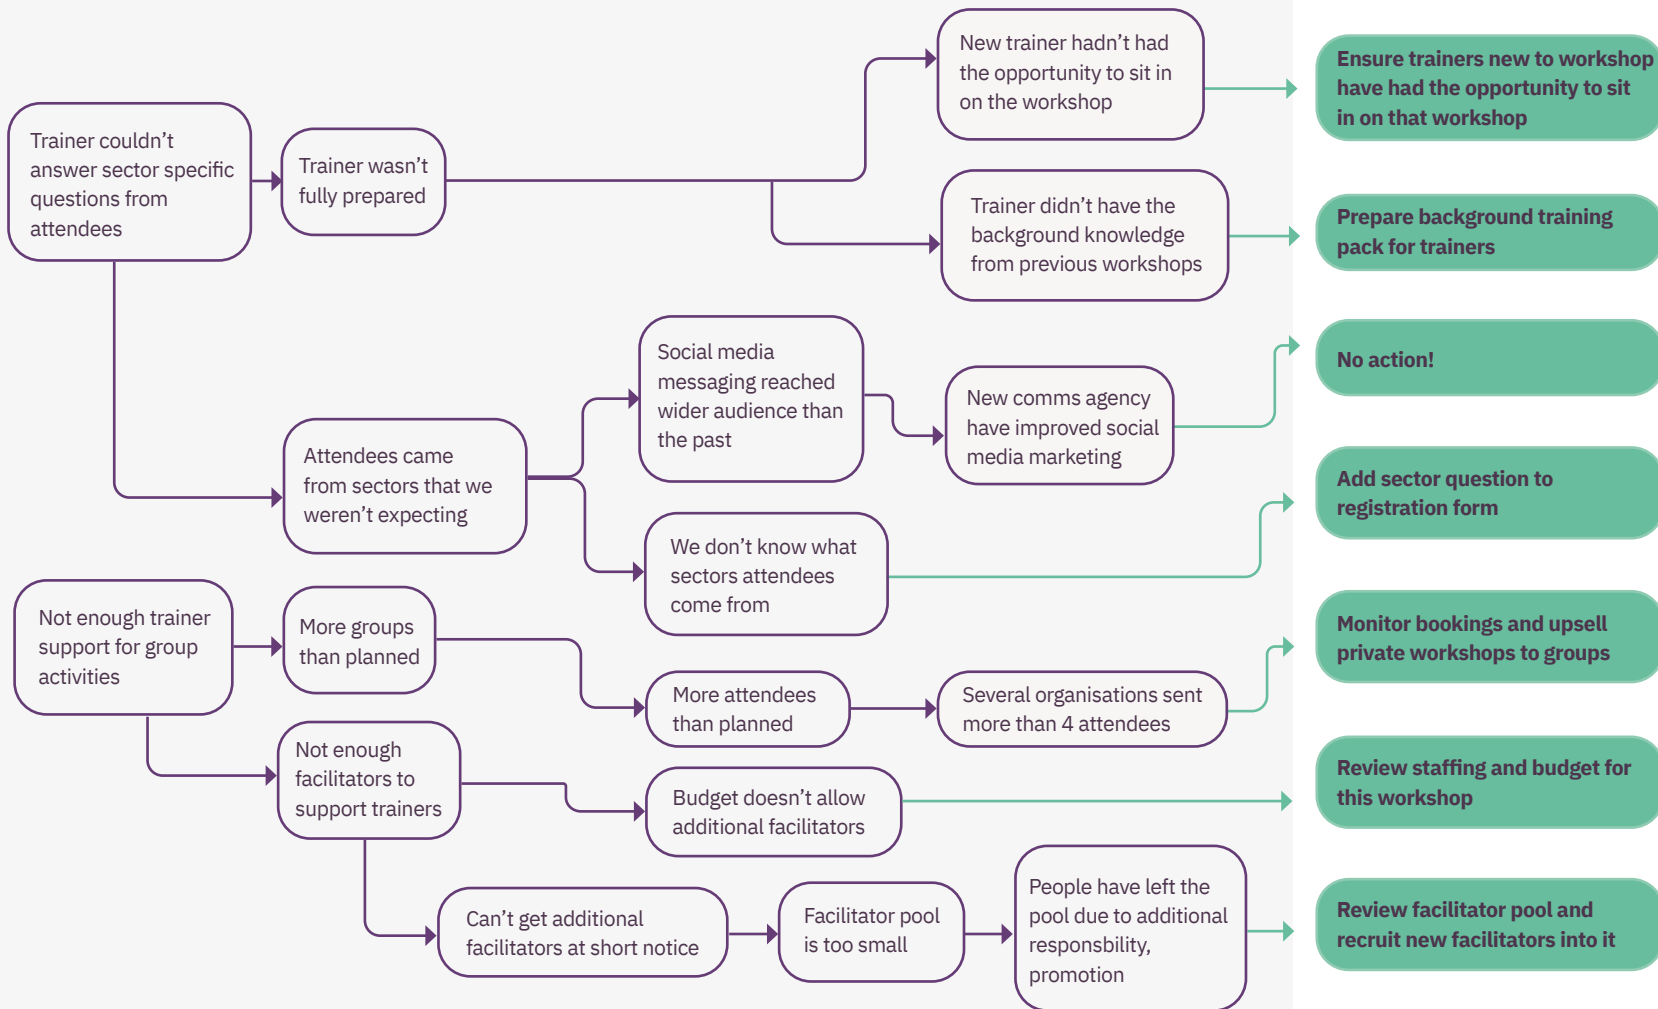 New trainer hadn’t had
the opportunity to sit in
on the workshop
Ensure trainers new to workshop
have had the opportunity to sit
in on that workshop
Trainer couldn’t
answer sector specific
questions from
attendees
Trainer wasn’t
fully prepared
Trainer didn’t have the
background knowledge
from previous workshops
Prepare background training
pack for trainers
Social media
messaging reached
wider audience than
the past
New comms agency
have improved social
media marketing
No action!
Attendees came
from sectors that we
weren’t expecting
We don’t know what
sectors attendees
come from
Add sector question to
registration form
Not enough trainer
support for group
activities
More groups
than planned
More attendees
than planned
Several organisations sent
more than 4 attendees
Monitor bookings and upsell
private workshops to groups
Not enough
facilitators to
support trainers
Budget doesn’t allow
additional facilitators
Review staffing and budget for
this workshop
Can’t get additional
facilitators at short notice
Facilitator pool
is too small
People have left the
pool due to additional
responsbility,
promotion
Review facilitator pool and
recruit new facilitators into it